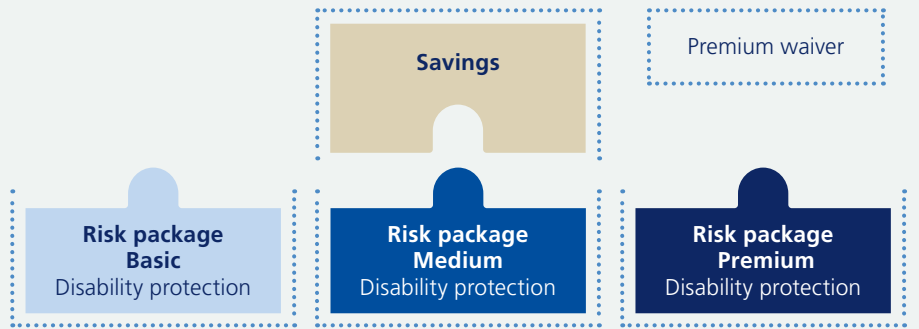 Savings
Premium waiver
Risk package
Basic
Disability protection
Risk package
Medium
Disability protection
Risk package
Premium
Disability protection